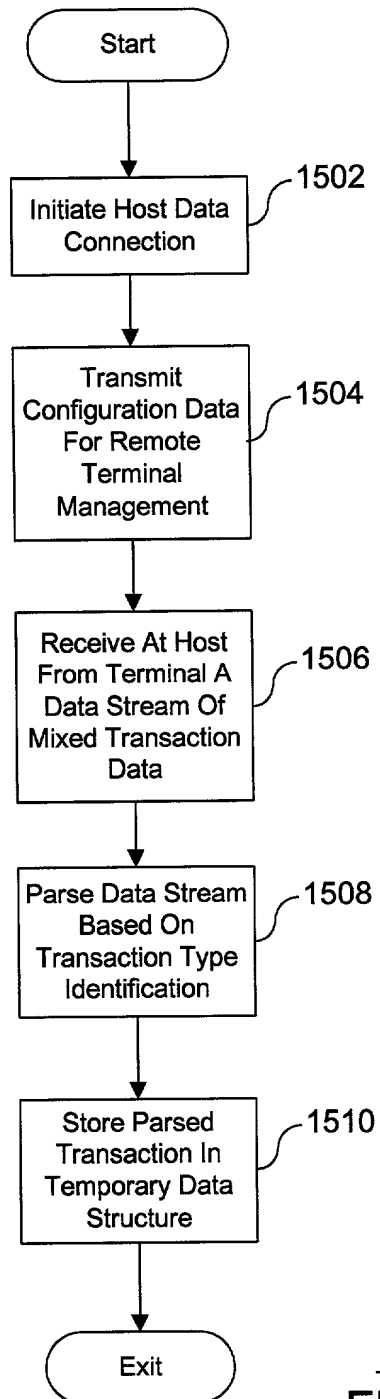 Start
1502
Initiate Host Data
Connection
1504
Transmit
Configuration Data
For Remote
Terminal
Management
1506
Receive At Host
From Terminal A
Data Stream Of
Mixed Transaction
Data
1508
Parse Data Stream
Based On
Transaction Type
Identification
1510
Store Parsed
Transaction In
Temporary Data
Structure
Exit